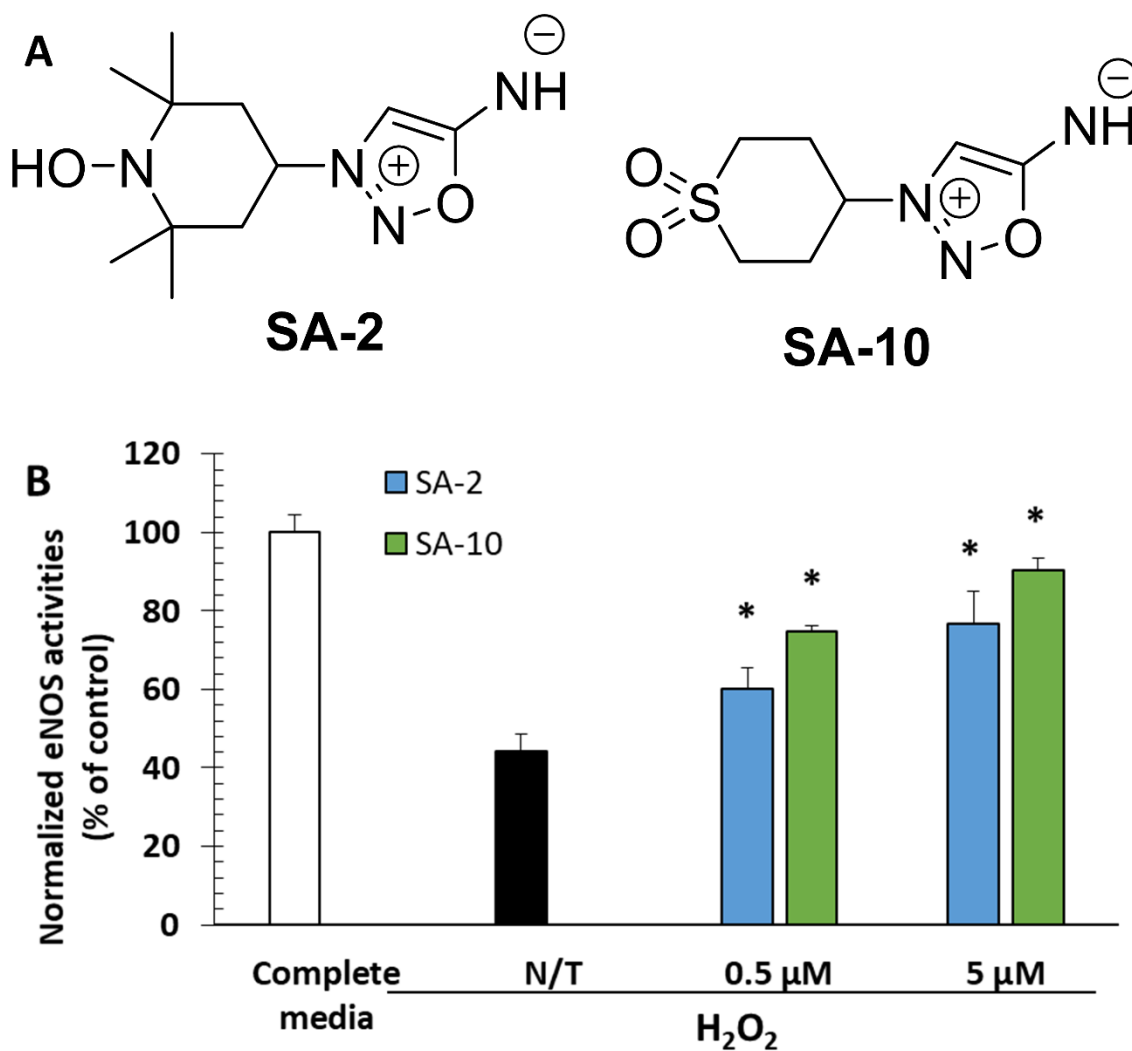 A
HO N N N O NH
⊕
⊖
SA-2
O O S N N O NH
⊕
⊖
SA-10
B
Normalized eNOS activities
(% of control)
120
100
80
60
40
20
0
SA-2
SA-10
*
*
*
*
Complete
media
N/T
0.5 µM
5 µM
H₂O₂